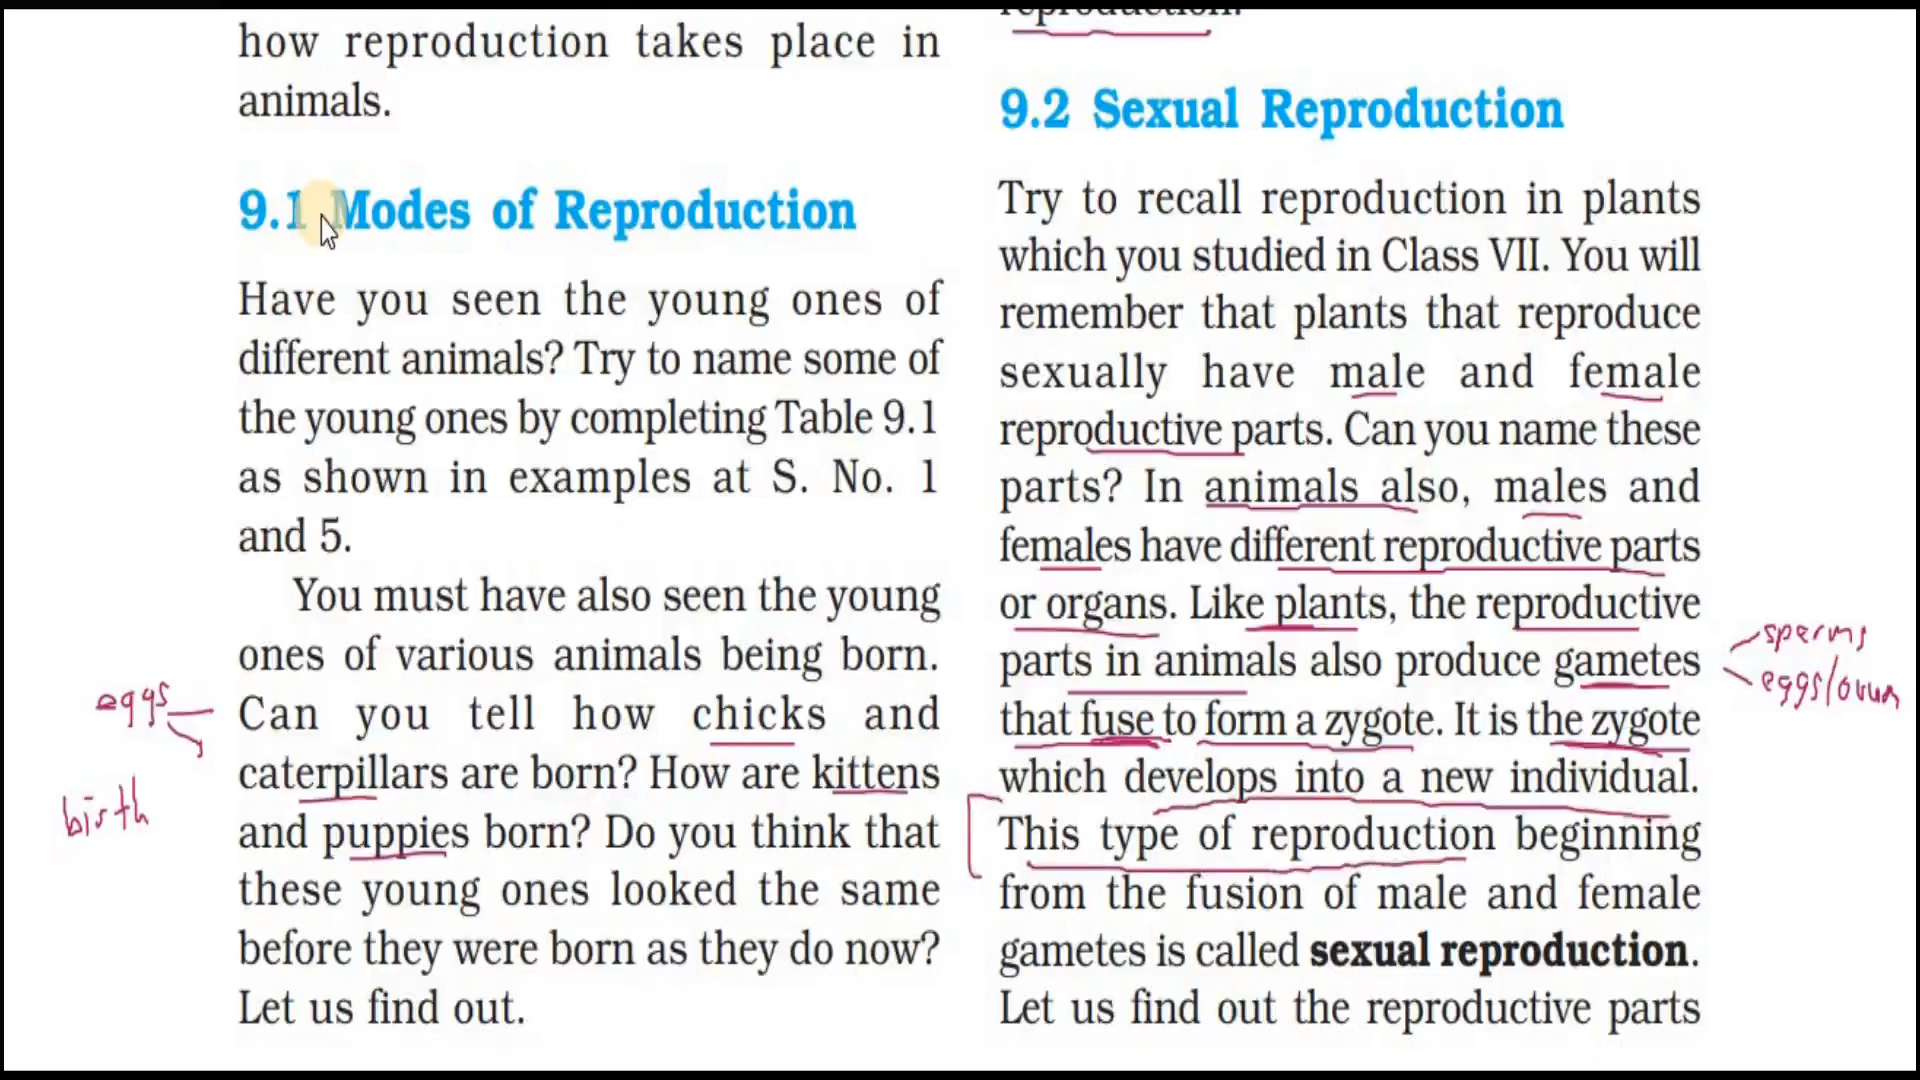 how reproduction takes place in
animals.
9.1 Modes of Reproduction
Have you seen the young ones of
different animals? Try to name some of
the young ones by completing Table 9.1
as shown in examples at S. No. 1
and 5.
You must have also seen the young
ones of various animals being born.
Can you tell how chicks and
caterpillars are born? How are kittens
and puppies born? Do you think that
these young ones looked the same
before they were born as they do now?
Let us find out.
eggs
birth
reproduction.
9.2 Sexual Reproduction
Try to recall reproduction in plants
which you studied in Class VII. You will
remember that plants that reproduce
sexually have male and female
reproductive parts. Can you name these
parts? In animals also, males and
females have different reproductive parts
or organs. Like plants, the reproductive
parts in animals also produce gametes
that fuse to form a zygote. It is the zygote
which develops into a new individual.
This type of reproduction beginning
from the fusion of male and female
gametes is called sexual reproduction.
Let us find out the reproductive parts
sperms
eggs/ovum